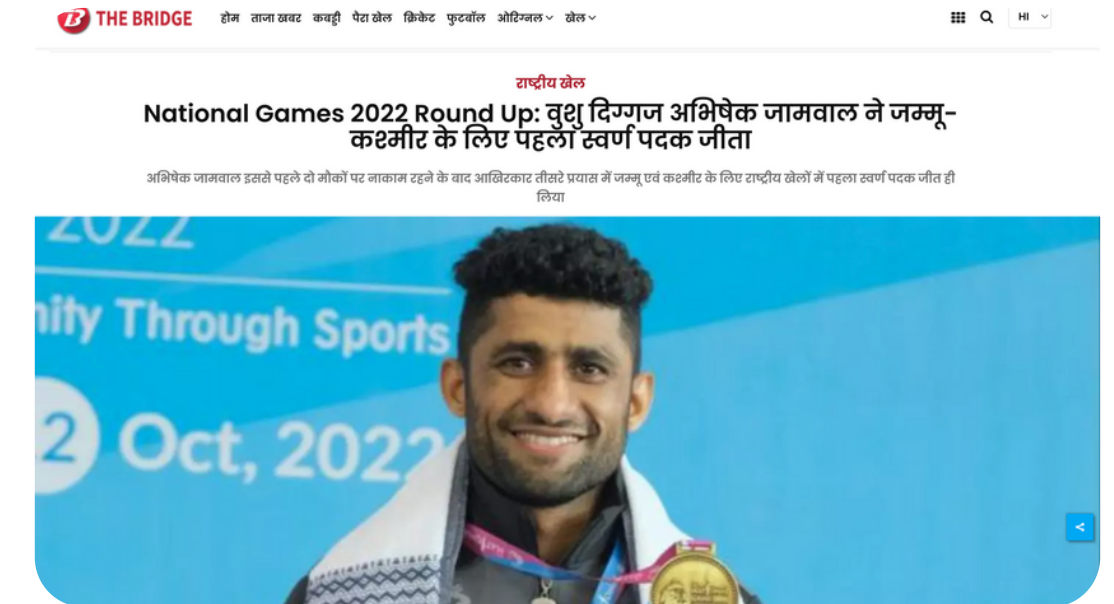 THE BRIDGE
होम ताजा खबर कबड्डी पैरा खेल क्रिकेट फुटबॉल ओरिग्नल खेल
HI
राष्ट्रीय खेल
National Games 2022 Round Up: वुशु दिग्गज अभिषेक जामवाल ने जम्मू-
कश्मीर के लिए पहला स्वर्ण पदक जीता
अभिषेक जामवाल इससे पहले दो मौकों पर नाकाम रहने के बाद आखिरकार तीसरे प्रयास में जम्मू एवं कश्मीर के लिए राष्ट्रीय खेलों में पहला स्वर्ण पदक जीत ही
लिया
2022
nity Through Sports
2 Oct, 2022